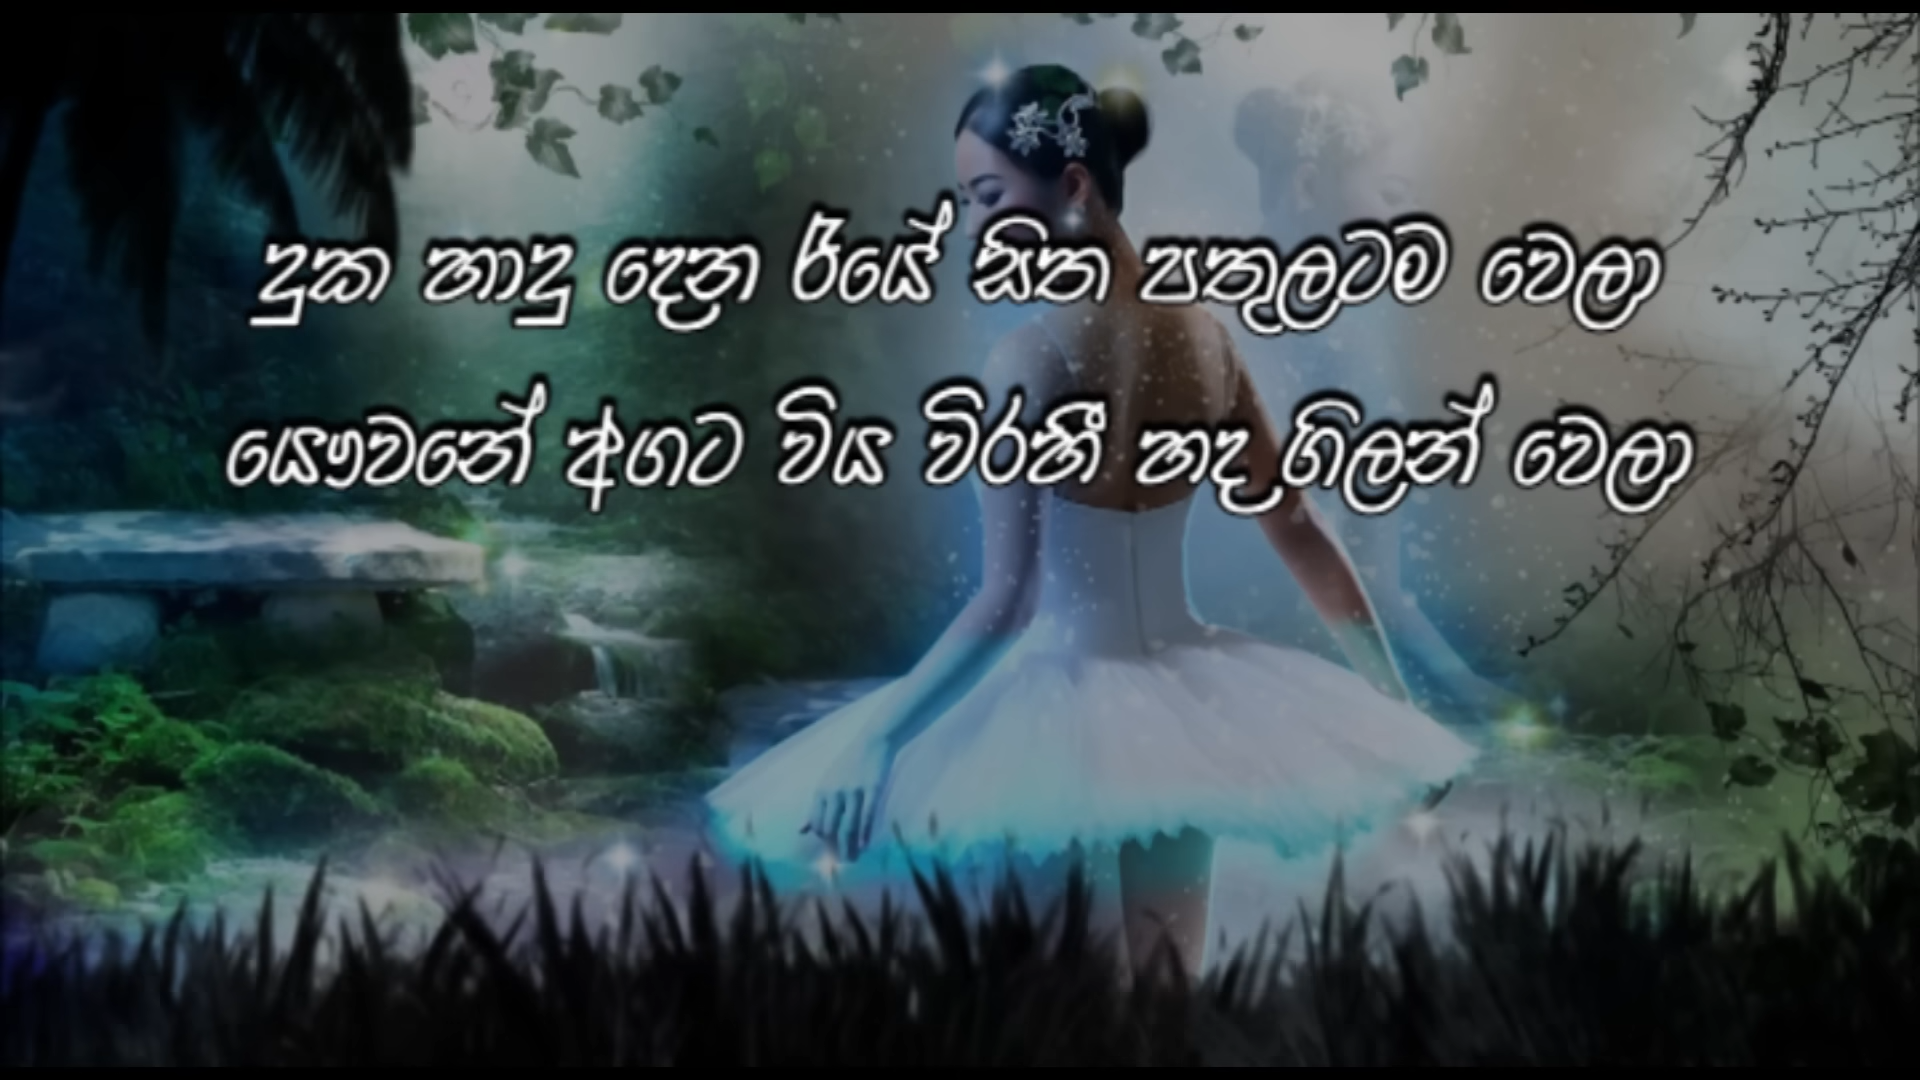 දුක හාදු දෙන රැයේ සිත පතුලටම වෙලා
යෞවනේ අගට විය විරහී හද ගිලන් වෙලා